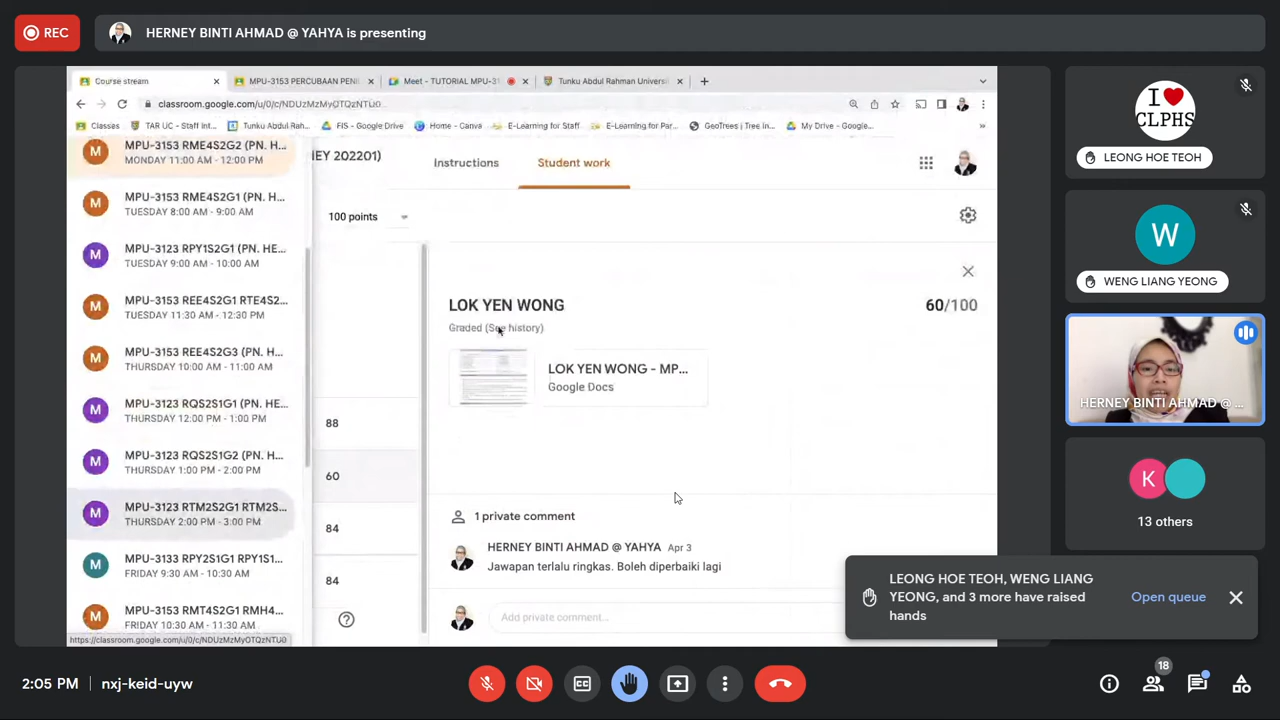 REC
HERNEY BINTI AHMAD @ YAHYA is presenting
Course stream
MPU-3153 PERCUBAAN PENI
Meet - TUTORIAL MPU-31
Tunku Abdul Rahman Universi
classroom.google.com/u/0/c/NDUzMzMyOTQzNTU0...
Classes
TAR UC - Staff Int...
Tunku Abdul Rah...
FIS - Google Drive
Home - Canva
E-Learning for Staff
E-Learning for Par...
GeoTrees | Tree in...
My Drive - Google...
M
MPU-3153 RME4S2G2 (PN. H...
MONDAY 11:00 AM - 12:00 PM
M
MPU-3153 RME4S2G1 (PN. H...
TUESDAY 8:00 AM - 9:00 AM
M
MPU-3123 RPY1S2G1 (PN. HE...
TUESDAY 9:00 AM - 10:00 AM
M
MPU-3153 REE4S2G1 RTE4S2...
TUESDAY 11:30 AM - 12:30 PM
M
MPU-3153 REE4S2G3 (PN. H...
THURSDAY 10:00 AM - 11:00 AM
M
MPU-3123 RQS2S1G1 (PN. HE...
THURSDAY 12:00 PM - 1:00 PM
M
MPU-3123 RQS2S1G2 (PN. H...
THURSDAY 1:00 PM - 2:00 PM
M
MPU-3123 RTM2S2G1 RTM2S...
THURSDAY 2:00 PM - 3:00 PM
M
MPU-3133 RPY2S1G1 RPY1S1...
FRIDAY 9:30 AM - 10:30 AM
M
MPU-3153 RMT4S2G1 RMH4...
FRIDAY 10:30 AM - 11:30 AM
https://classroom.google.com/u/0/c/NDUzMzMyOTQzNTU0
NEY 202201)
Instructions
Student work
100 points
88
60
84
84
LOK YEN WONG
60/100
Graded (See history)
LOK YEN WONG - MP...
Google Docs
1 private comment
HERNEY BINTI AHMAD @ YAHYA Apr 3
Jawapan terlalu ringkas. Boleh diperbaiki lagi
Add private comment...
I ❤ CLPHS
LEONG HOE TEOH
W
WENG LIANG YEONG
HERNEY BINTI AHMAD @ ...
K
13 others
LEONG HOE TEOH, WENG LIANG
YEONG, and 3 more have raised
hands
Open queue
2:05 PM
nxj-keid-uyw
18